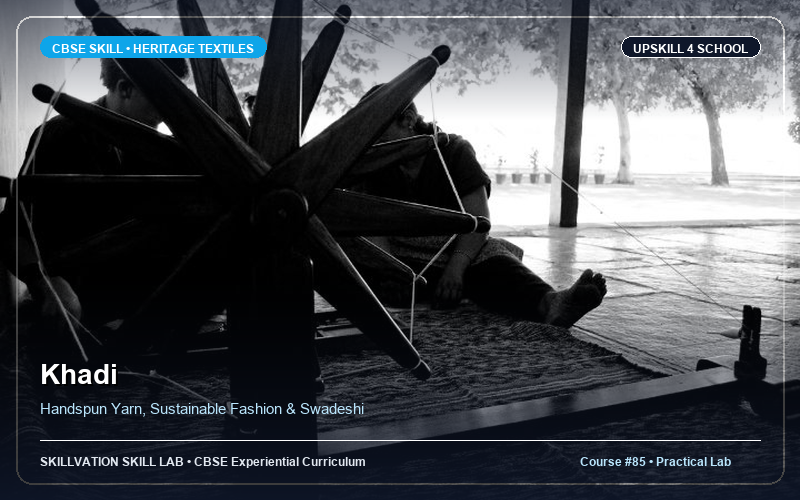 CBSE SKILL • HERITAGE TEXTILES
UPSKILL 4 SCHOOL
Khadi
Handspun Yarn, Sustainable Fashion & Swadeshi
SKILLVATION SKILL LAB • CBSE Experiential Curriculum
Course #85 • Practical Lab